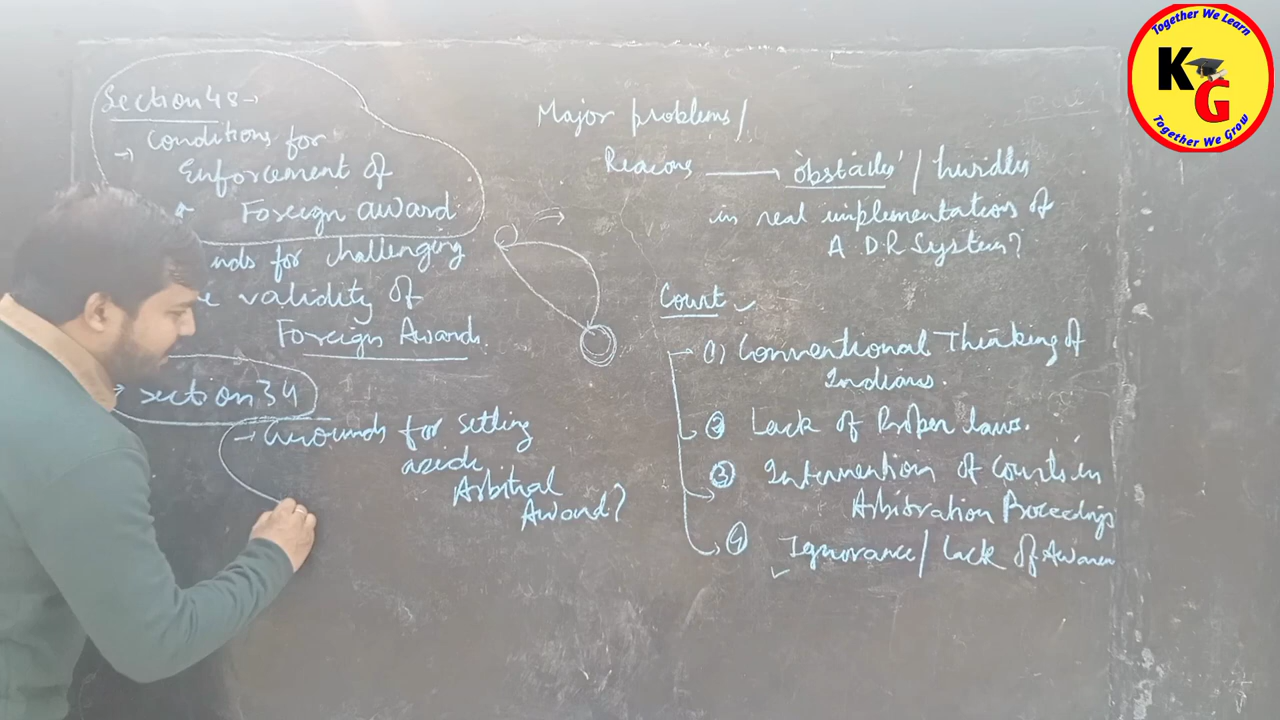 Section 48→
→ Conditions for
Enforcement of
Foreign award
nds for challenging
e validity of
Foreign Awards.
→ section 34
→ Grounds for setting
aside
Arbitral
Award?
Major problems/
Reasons → 'obstacles' / hurdles
in real implementations of
A D.R System?
Court ✓
1) Conventional Thinking of
Indians.
② Lack of Proper laws.
③ Intervention of Courts in
Arbitration Proceedings
④ Ignorance/ Lack of Awaren
Together We Learn
KG
Together We Grow